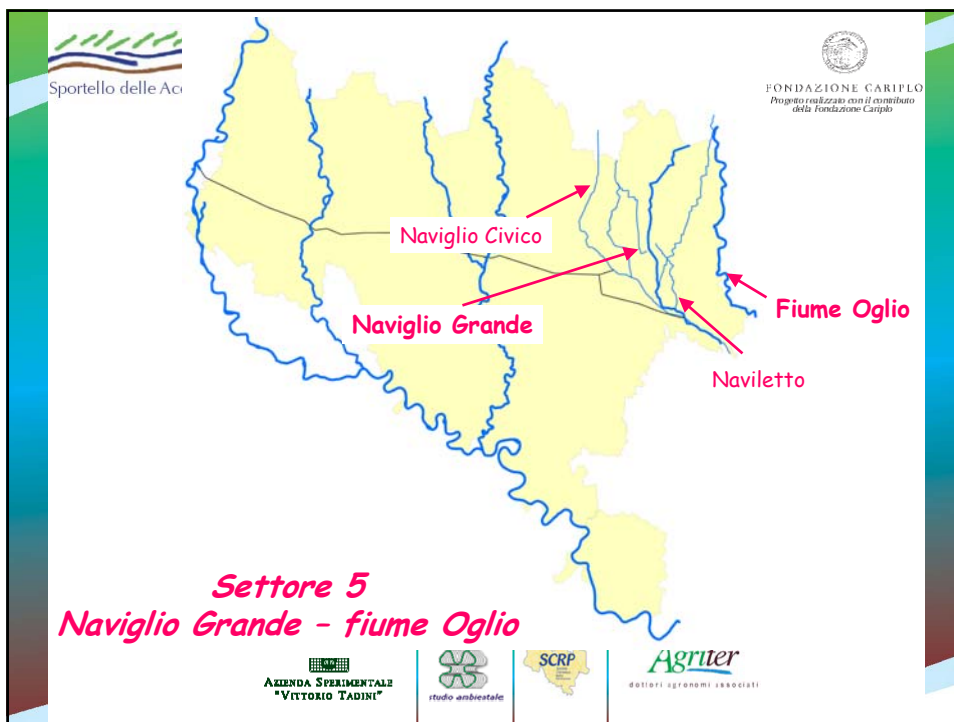 Sportello delle Ac
FONDAZIONE CARIPLO
Progetto realizzato con il contributo
della Fondazione Cariplo
Naviglio Civico
Naviglio Grande
Fiume Oglio
Naviletto
Settore 5
Naviglio Grande – fiume Oglio
AZIENDA SPERIMENTALE
"VITTORIO TADINI"
studio ambientale
SCRP
Agriter
dottori agronomi associati